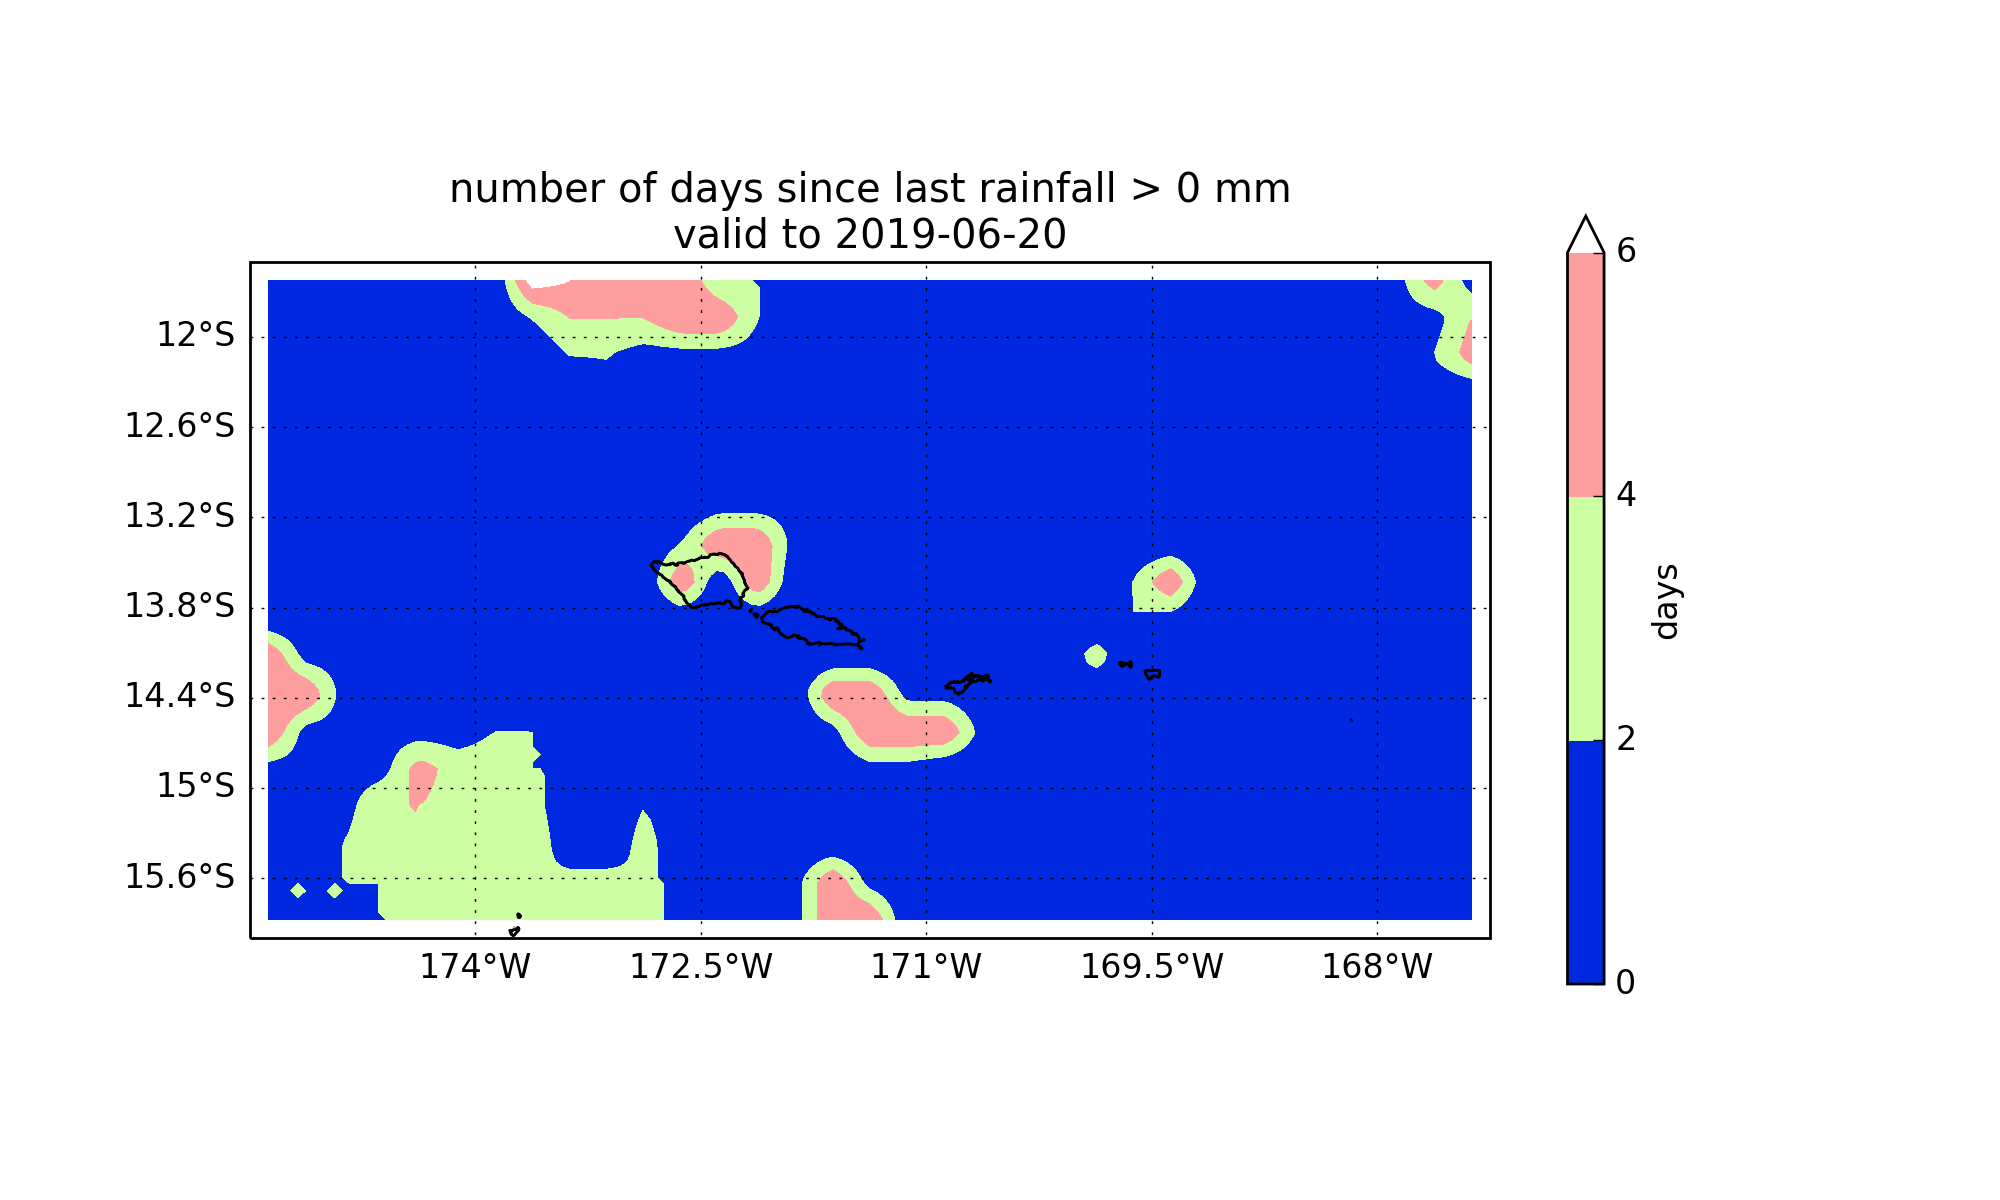 number of days since last rainfall > 0 mm
valid to 2019-06-20
12°S
12.6°S
13.2°S
13.8°S
14.4°S
15°S
15.6°S
174°W
172.5°W
171°W
169.5°W
168°W
6
4
2
0
days